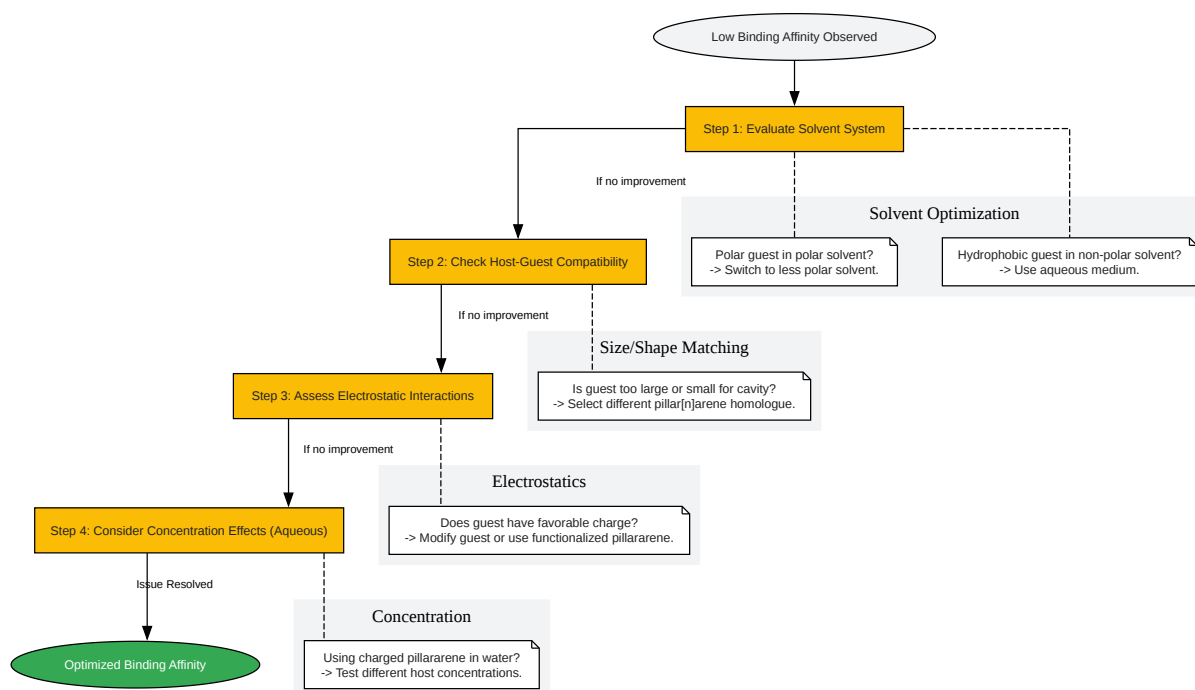 Low Binding Affinity Observed
Step 1: Evaluate Solvent System
If no improvement
Solvent Optimization
Polar guest in polar solvent?
-> Switch to less polar solvent.
Hydrophobic guest in non-polar solvent?
-> Use aqueous medium.
Step 2: Check Host-Guest Compatibility
If no improvement
Size/Shape Matching
Is guest too large or small for cavity?
-> Select different pillar[n]arene homologue.
Step 3: Assess Electrostatic Interactions
If no improvement
Electrostatics
Does guest have favorable charge?
-> Modify guest or use functionalized pillararene.
Step 4: Consider Concentration Effects (Aqueous)
Issue Resolved
Concentration
Using charged pillararene in water?
-> Test different host concentrations.
Optimized Binding Affinity